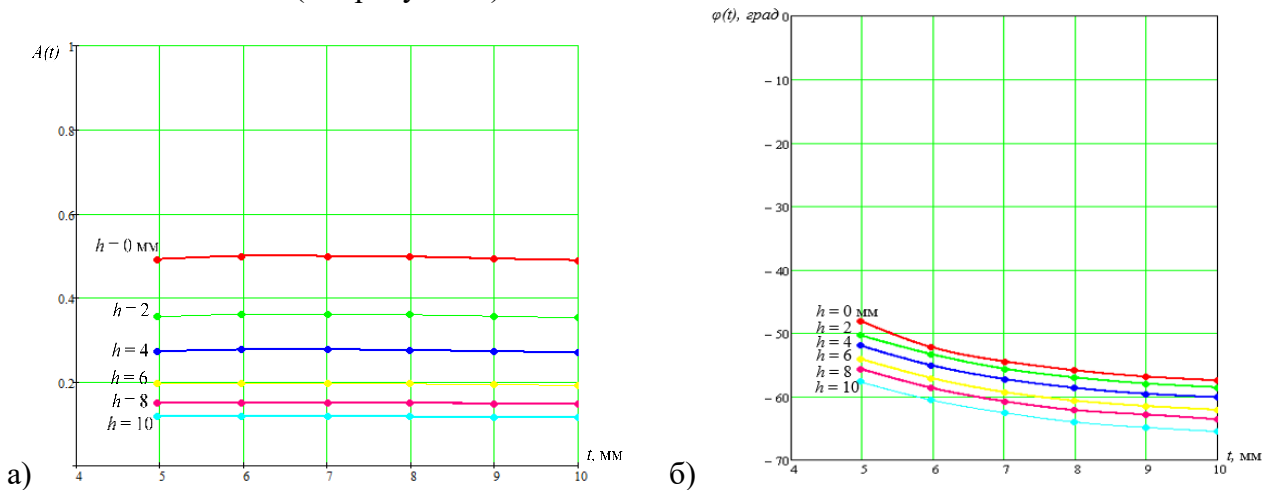 A(t)
1
0.8
0.6
0.4
0.2
h = 0 мм
h = 2
h = 4
h = 6
h = 8
h = 10
4 5 6 7 8 9 10
t, мм
а)
φ(t), град
0
– 10
– 20
– 30
– 40
– 50
– 60
– 70
h = 0 мм
h = 2
h = 4
h = 6
h = 8
h = 10
4 5 6 7 8 9 10
t, мм
б)